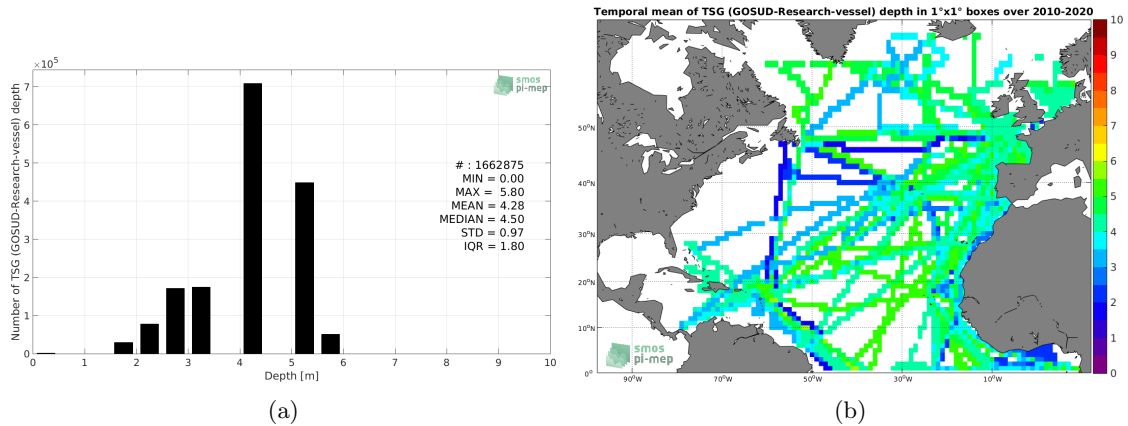 Number of TSG (GOSUD-Research-vessel) depth
×10⁵
7
6
5
4
3
2
1
0
smos
pi-mep
# : 1662875
MIN = 0.00
MAX = 5.80
MEAN = 4.28
MEDIAN = 4.50
STD = 0.97
IQR = 1.80
0 1 2 3 4 5 6 7 8 9 10
Depth [m]
(a)
Temporal mean of TSG (GOSUD-Research-vessel) depth in 1°x1° boxes over 2010-2020
50°N
40°N
30°N
20°N
10°N
0°
90°W 70°W 50°W 30°W 10°W
smos
pi-mep
10
9
8
7
6
5
4
3
2
1
0
(b)